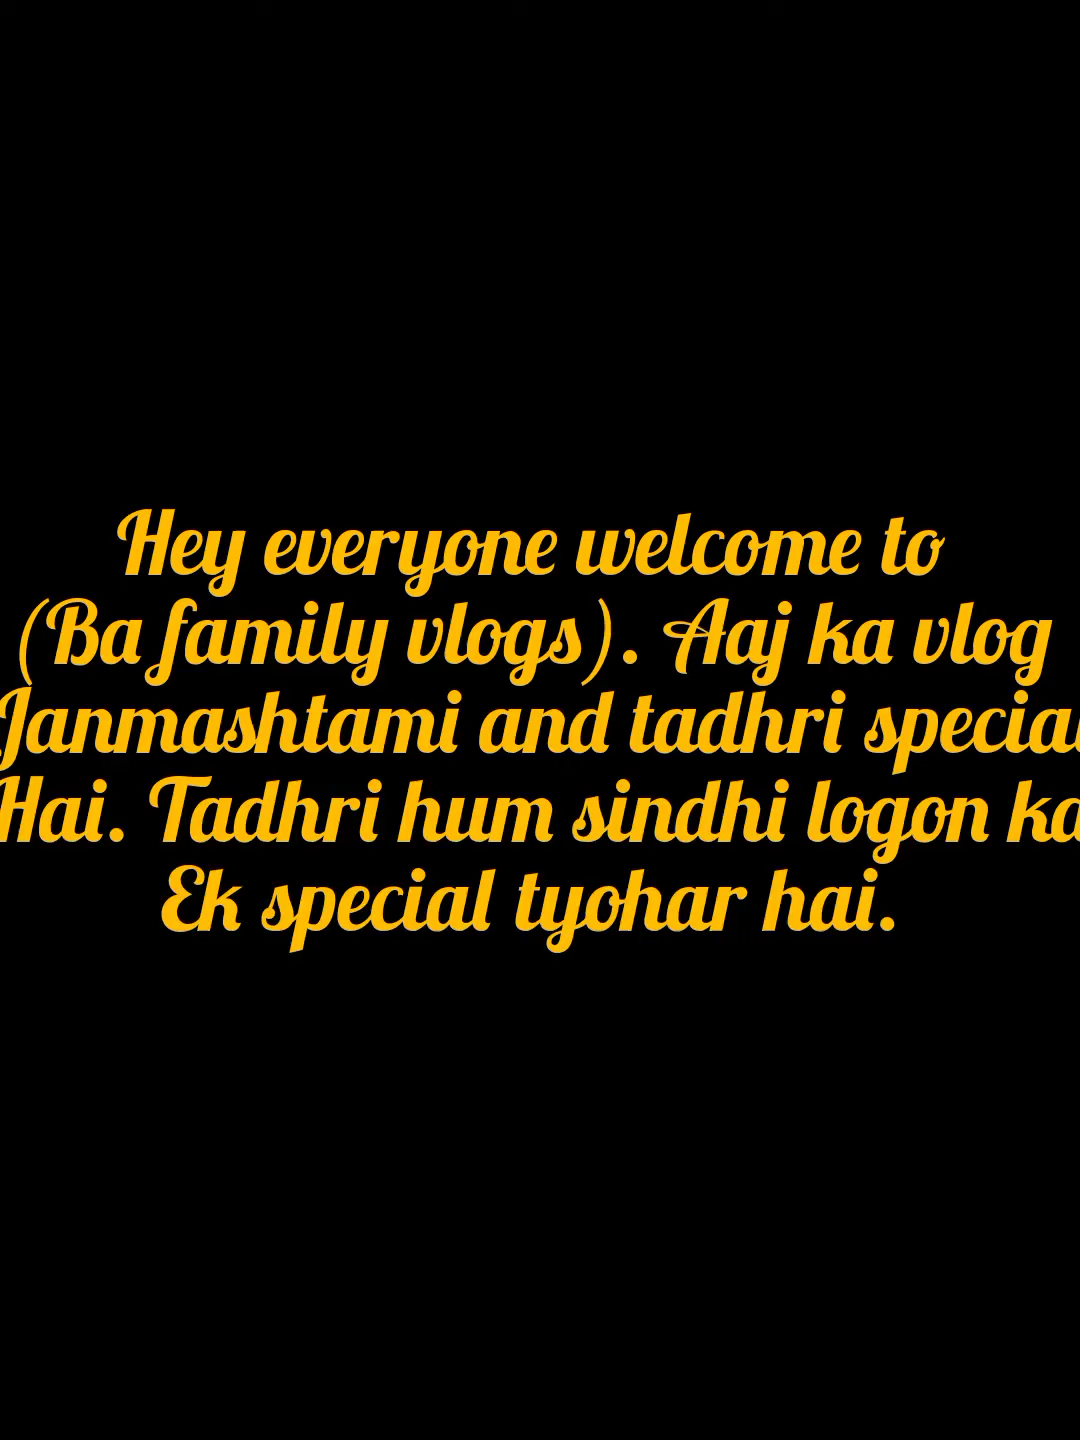 Hey everyone welcome to
(Ba family vlogs). Aaj ka vlog
Janmashtami and tadhri special
Hai. Tadhri hum sindhi logon ka
Ek special tyohar hai.